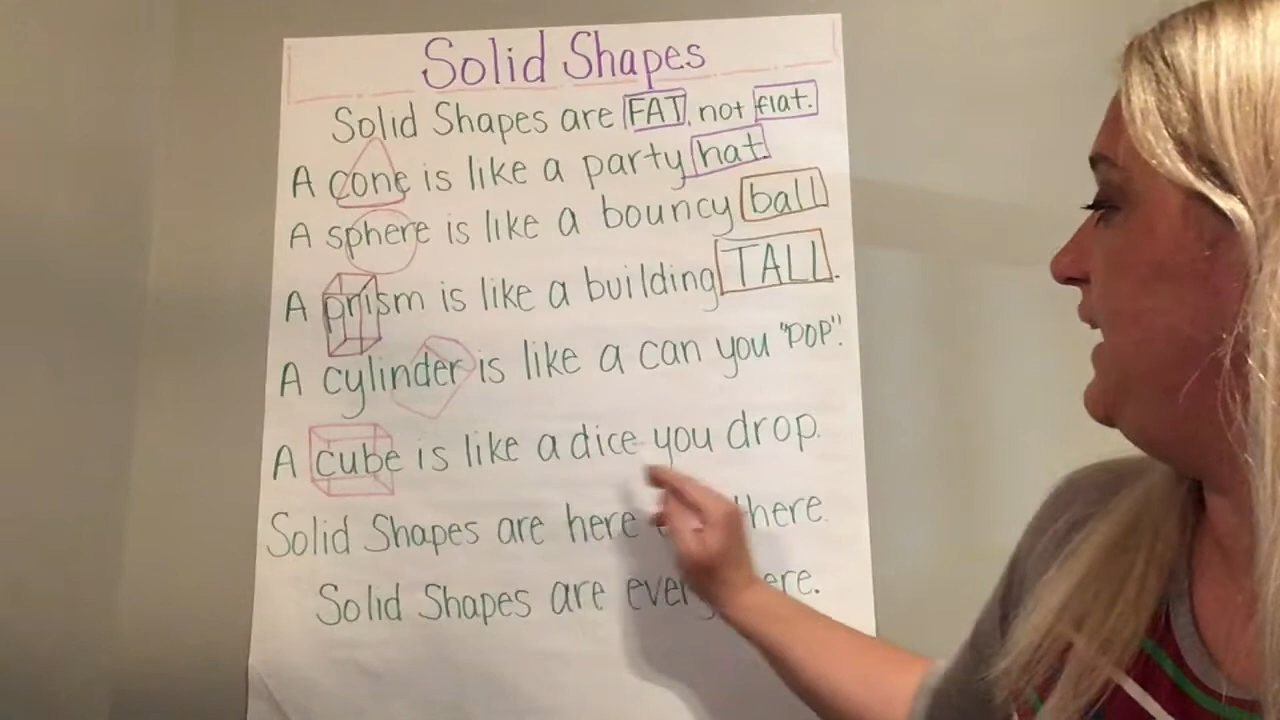 Solid Shapes
Solid Shapes are FAT, not flat.
A cone is like a party hat.
A sphere is like a bouncy ball
A prism is like a building TALL.
A cylinder is like a can you "POP".
A cube is like a dice you drop.
Solid Shapes are here there.
Solid Shapes are